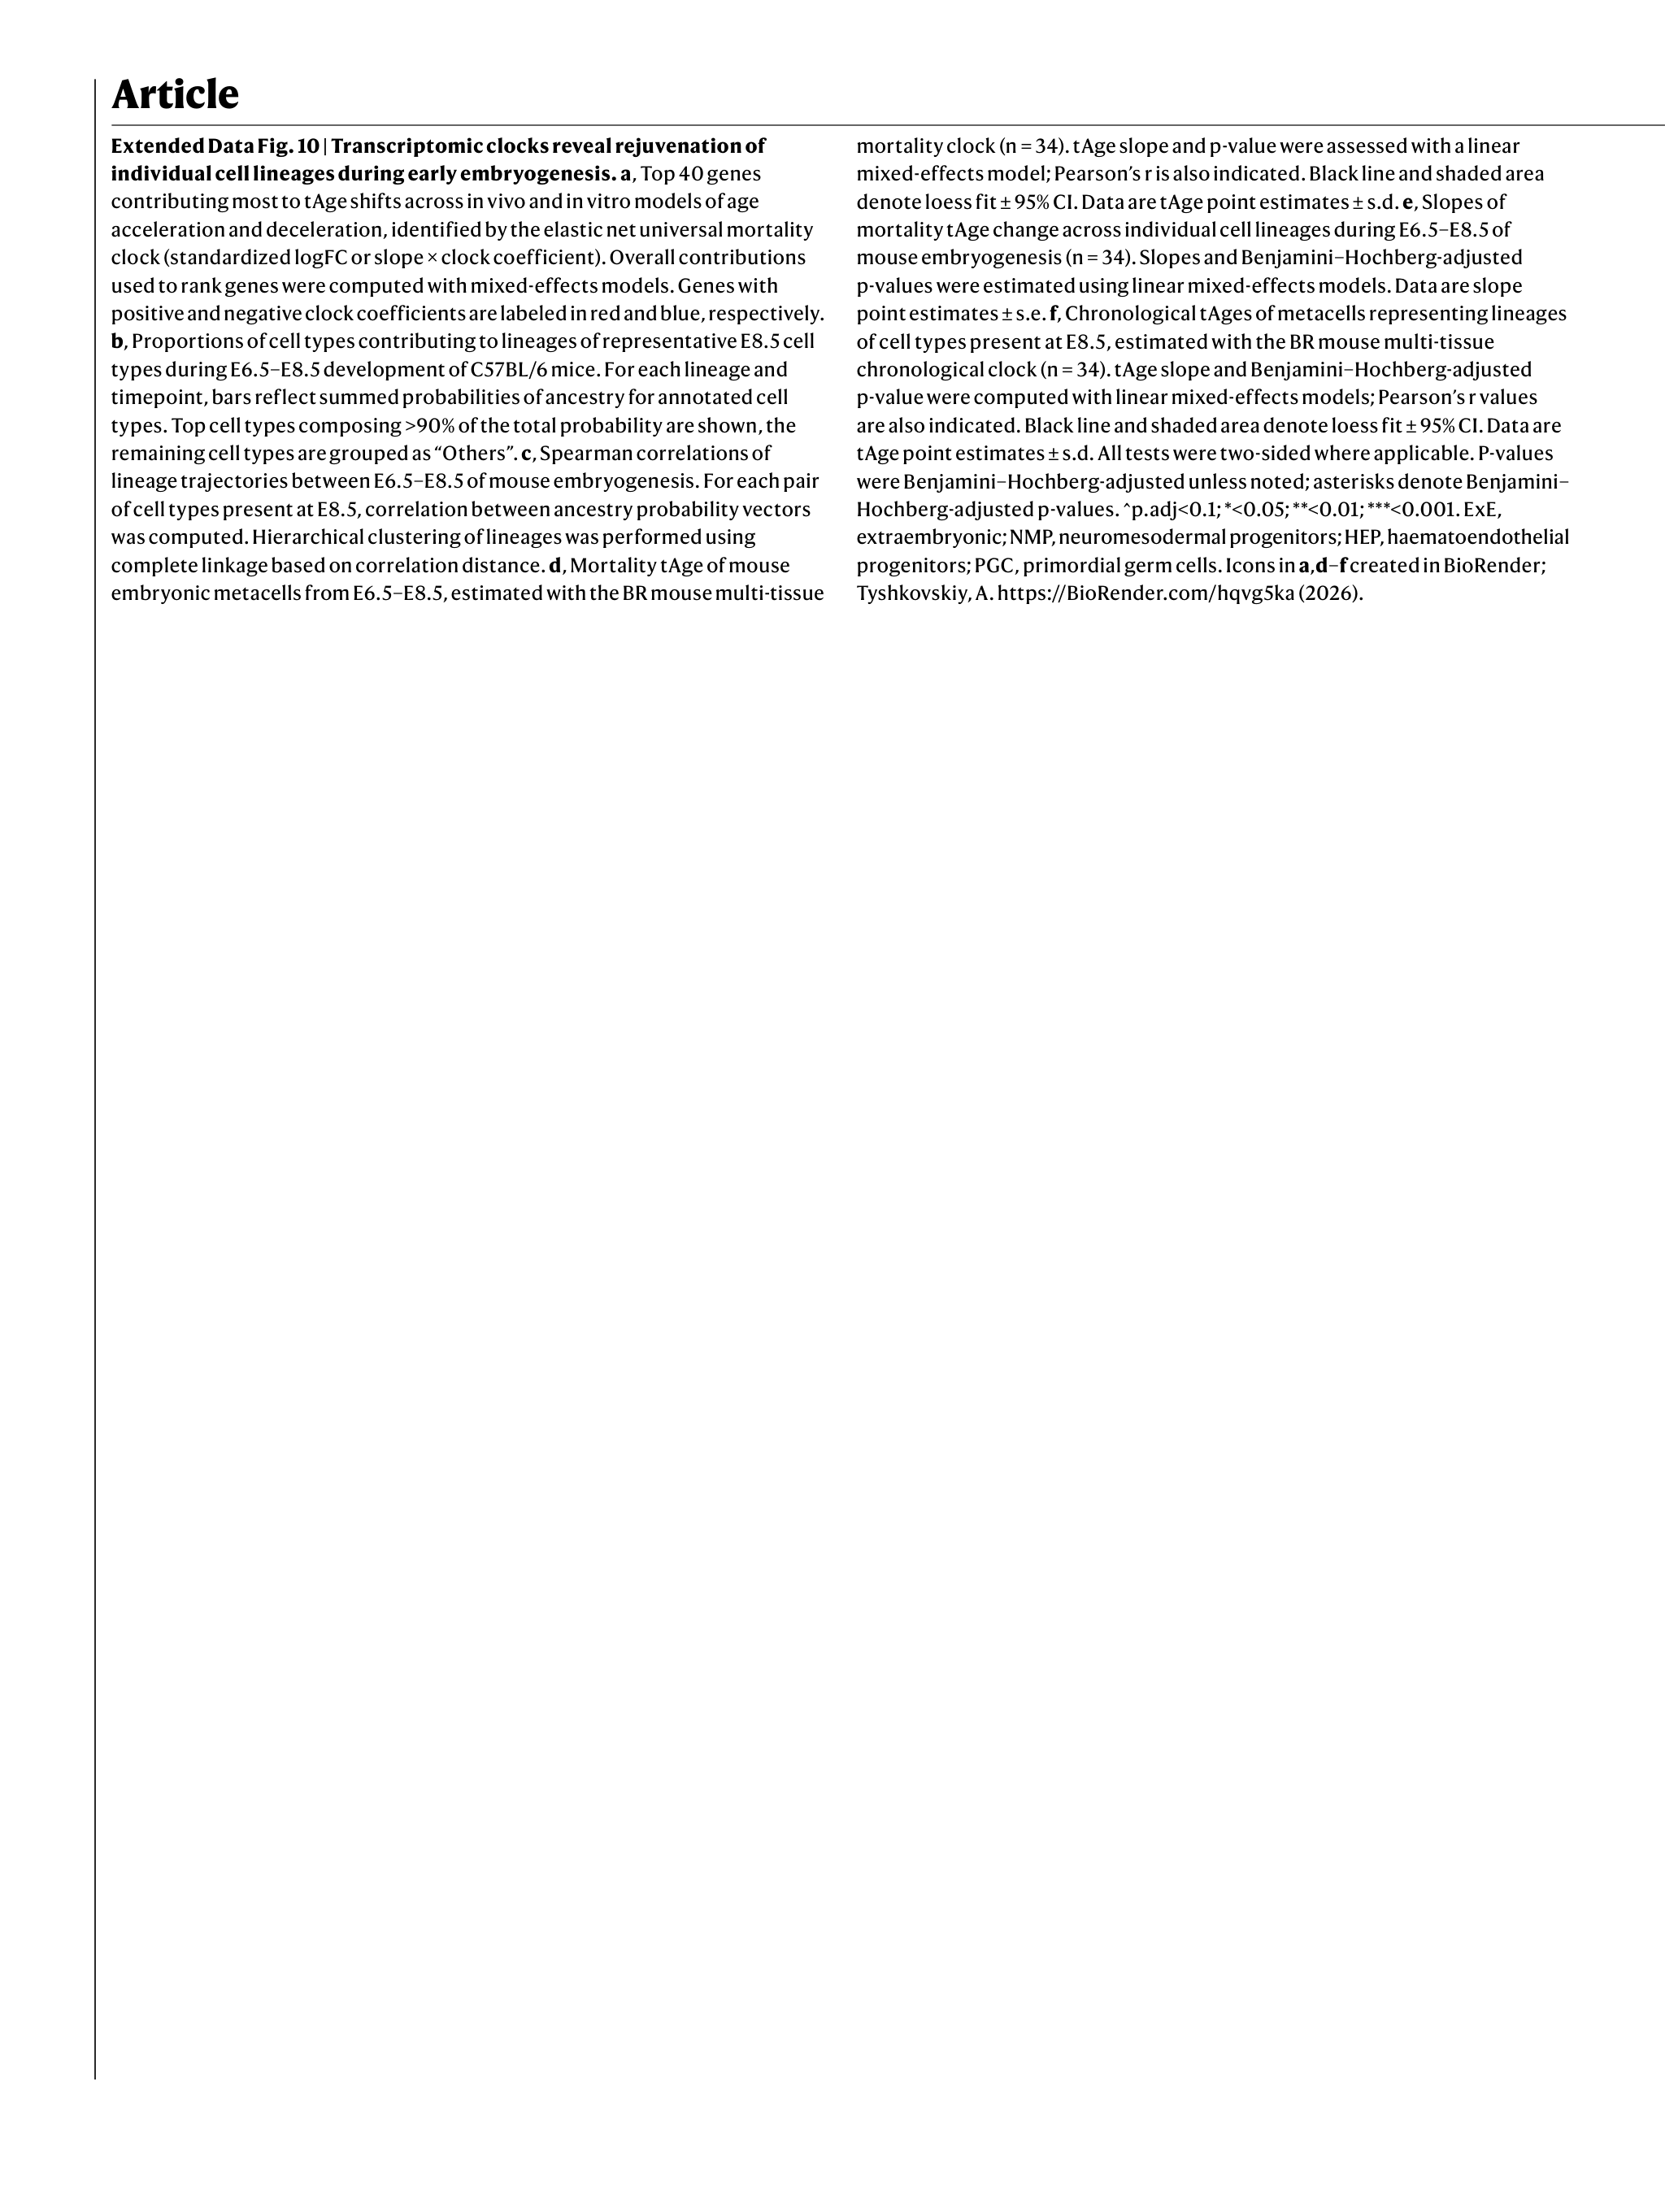 Article
Extended Data Fig. 10 | Transcriptomic clocks reveal rejuvenation of
individual cell lineages during early embryogenesis. a, Top 40 genes
contributing most to tAge shifts across in vivo and in vitro models of age
acceleration and deceleration, identified by the elastic net universal mortality
clock (standardized logFC or slope × clock coefficient). Overall contributions
used to rank genes were computed with mixed-effects models. Genes with
positive and negative clock coefficients are labeled in red and blue, respectively.
b, Proportions of cell types contributing to lineages of representative E8.5 cell
types during E6.5–E8.5 development of C57BL/6 mice. For each lineage and
timepoint, bars reflect summed probabilities of ancestry for annotated cell
types. Top cell types composing >90% of the total probability are shown, the
remaining cell types are grouped as “Others”. c, Spearman correlations of
lineage trajectories between E6.5–E8.5 of mouse embryogenesis. For each pair
of cell types present at E8.5, correlation between ancestry probability vectors
was computed. Hierarchical clustering of lineages was performed using
complete linkage based on correlation distance. d, Mortality tAge of mouse
embryonic metacells from E6.5–E8.5, estimated with the BR mouse multi-tissue
mortality clock (n = 34). tAge slope and p-value were assessed with a linear
mixed-effects model; Pearson’s r is also indicated. Black line and shaded area
denote loess fit ± 95% CI. Data are tAge point estimates ± s.d. e, Slopes of
mortality tAge change across individual cell lineages during E6.5–E8.5 of
mouse embryogenesis (n = 34). Slopes and Benjamini–Hochberg-adjusted
p-values were estimated using linear mixed-effects models. Data are slope
point estimates ± s.e. f, Chronological tAges of metacells representing lineages
of cell types present at E8.5, estimated with the BR mouse multi-tissue
chronological clock (n = 34). tAge slope and Benjamini–Hochberg-adjusted
p-value were computed with linear mixed-effects models; Pearson’s r values
are also indicated. Black line and shaded area denote loess fit ± 95% CI. Data are
tAge point estimates ± s.d. All tests were two-sided where applicable. P-values
were Benjamini–Hochberg-adjusted unless noted; asterisks denote Benjamini–
Hochberg-adjusted p-values. ^p.adj<0.1; *<0.05; **<0.01; ***<0.001. ExE,
extraembryonic; NMP, neuromesodermal progenitors; HEP, haematoendothelial
progenitors; PGC, primordial germ cells. Icons in a,d–f created in BioRender;
Tyshkovskiy, A. https://BioRender.com/hqvg5ka (2026).